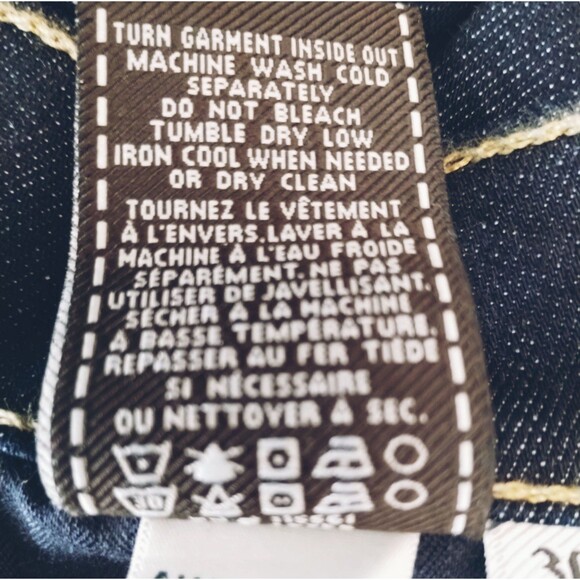 TURN GARMENT INSIDE OUT
MACHINE WASH COLD
SEPARATELY
DO NOT BLEACH
TUMBLE DRY LOW
IRON COOL WHEN NEEDED
OR DRY CLEAN
TOURNEZ LE VÊTEMENT
À L'ENVERS.LAVER À LA
MACHINE À L'EAU FROIDE
SÉPARÉMENT.NE PAS
UTILISER DE JAVELLISANT.
SÉCHER À LA MACHINE
À BASSE TEMPÉRATURE.
REPASSER AU FER TIÈDE
SI NÉCESSAIRE
OU NETTOYER À SEC.
30